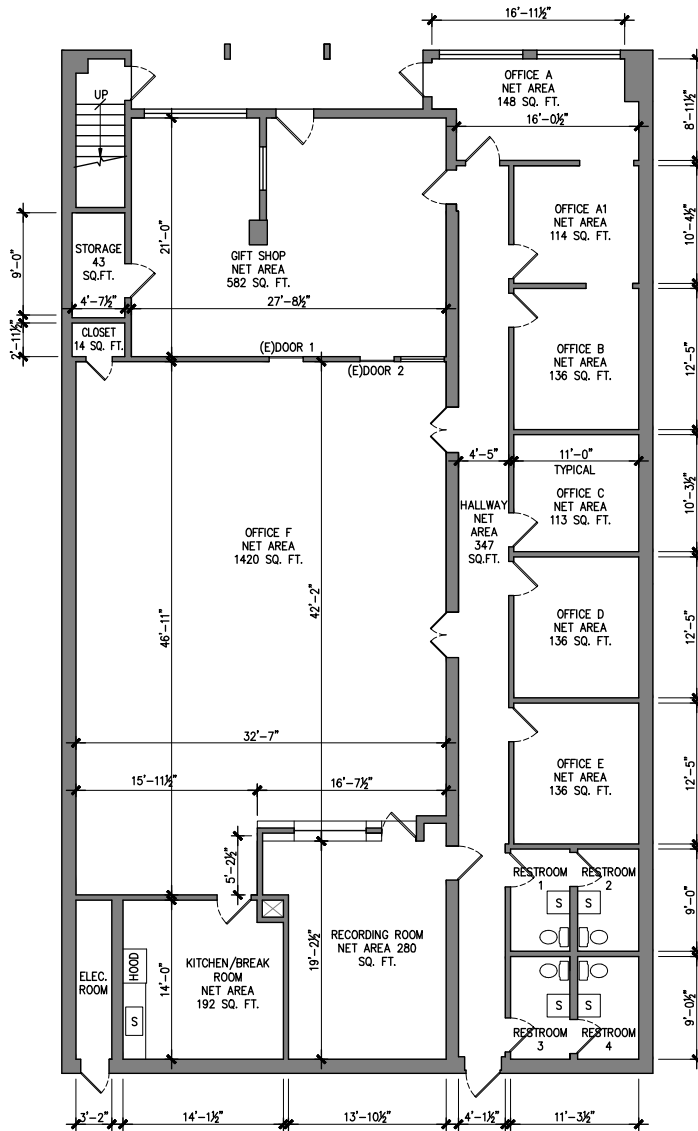 16'-11½"
OFFICE A
NET AREA
148 SQ. FT.
16'-0½"
8'-11½"
UP
OFFICE A1
NET AREA
114 SQ. FT.
10'-4½"
21'-0"
GIFT SHOP
NET AREA
582 SQ. FT.
27'-8½"
9'-0"
STORAGE
43
SQ.FT.
4'-7½"
CLOSET
14 SQ. FT.
2'-11½"
(E)DOOR 1
(E)DOOR 2
OFFICE B
NET AREA
136 SQ. FT.
12'-5"
4'-5"
11'-0"
TYPICAL
OFFICE C
NET AREA
113 SQ. FT.
10'-3½"
HALLWAY
NET
AREA
347
SQ.FT.
OFFICE F
NET AREA
1420 SQ. FT.
46'-11"
42'-2"
OFFICE D
NET AREA
136 SQ. FT.
12'-5"
32'-7"
15'-11½"
16'-7½"
OFFICE E
NET AREA
136 SQ. FT.
12'-5"
5'-2½"
RESTROOM
1
RESTROOM
2
S
S
9'-0"
RECORDING ROOM
NET AREA 280
SQ. FT.
19'-2½"
ELEC.
ROOM
HOOD
S
KITCHEN/BREAK
ROOM
NET AREA
192 SQ. FT.
14'-0"
S
S
RESTROOM
3
RESTROOM
4
9'-0½"
3'-2"
14'-1½"
13'-10½"
4'-1½"
11'-3½"